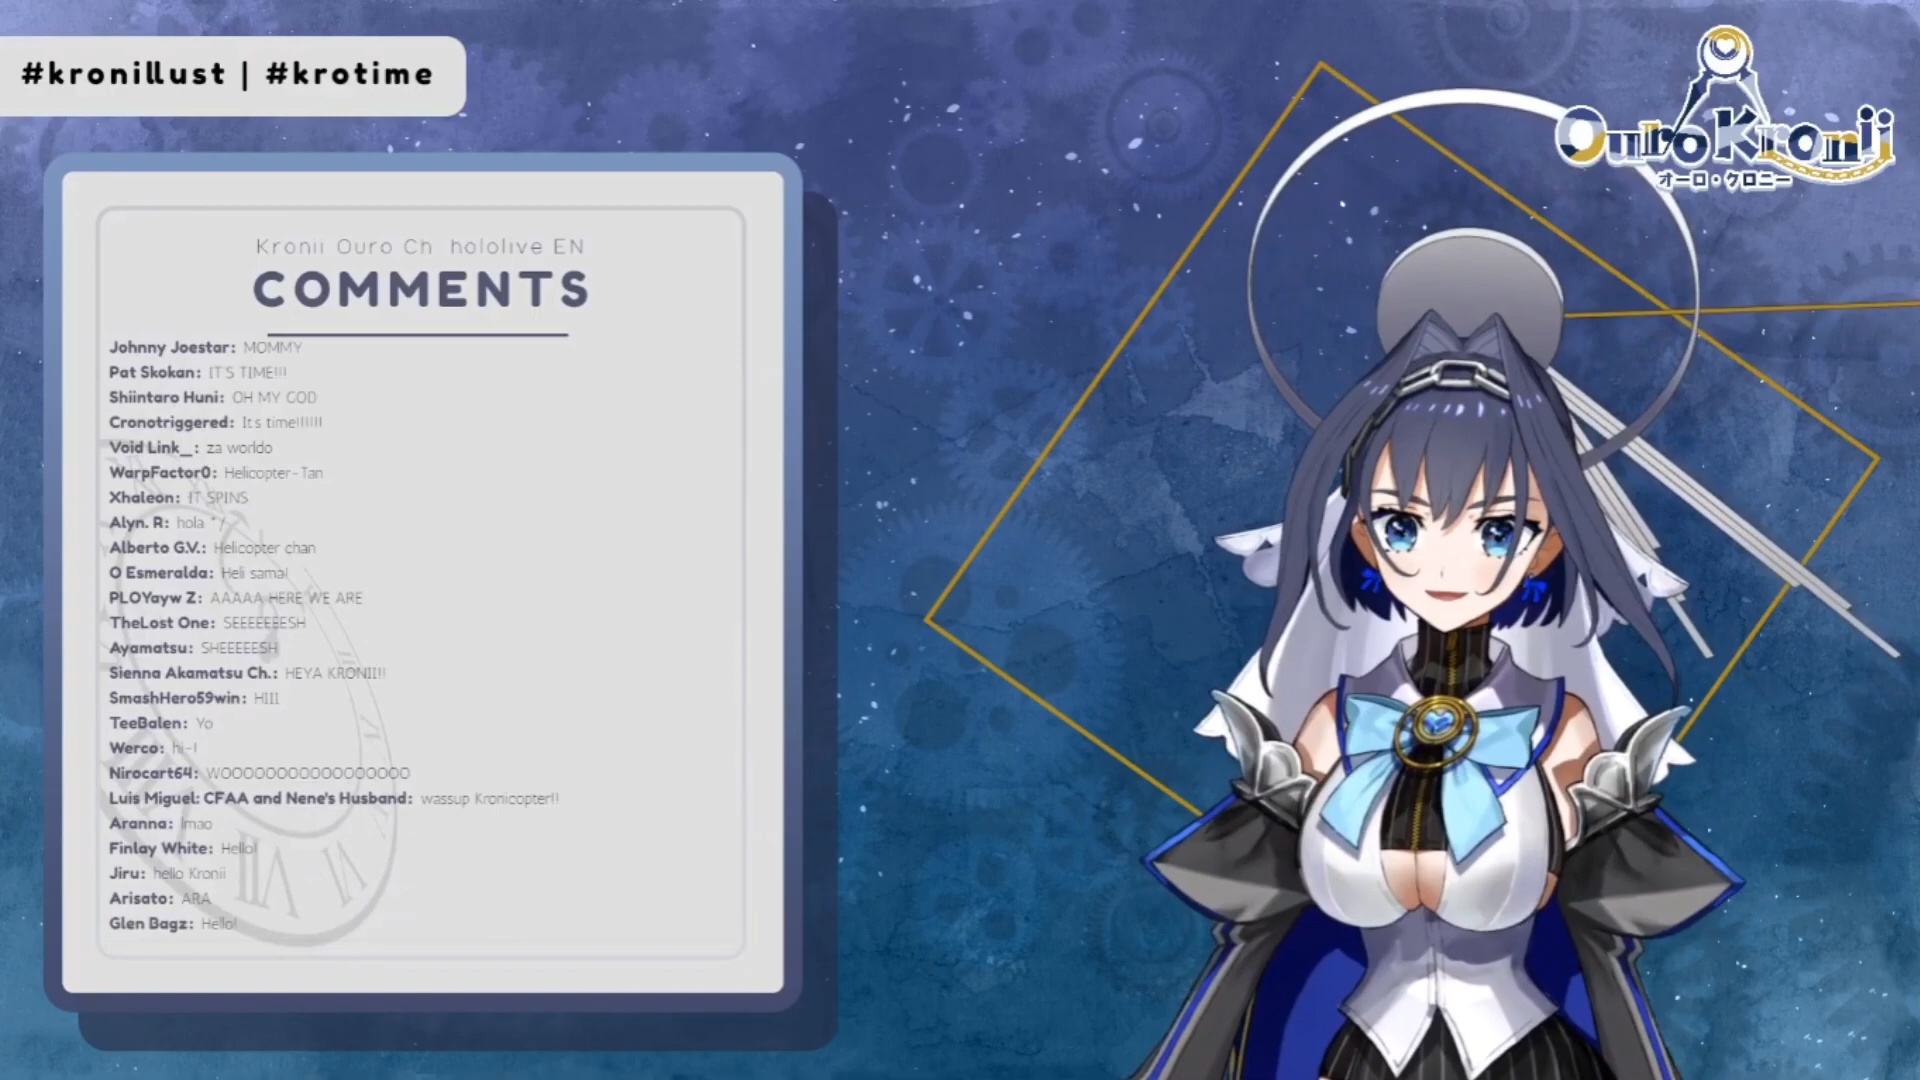 #kronillust | #krotime
Ouro Kronii
オーロ・クロニー
Kronii Ouro Ch hololive EN
COMMENTS
Johnny Joestar: MOMMY
Pat Skokan: IT'S TIME!!!
Shiintaro Huni: OH MY GOD
Cronotriggered: It's time!!!!!!
Void Link_: za worldo
WarpFactor0: Helicopter-Tan
Xhaleon: IT SPINS
Alyn. R: hola ^/
Alberto G.V.: Helicopter chan
O Esmeralda: Heli sama!
PLOYayw Z: AAAAA HERE WE ARE
TheLost One: SEEEEEEESH
Ayamatsu: SHEEEEESH
Sienna Akamatsu Ch.: HEYA KRONII!!
SmashHero59win: HIII
TeeBalen: Yo
Werco: hi-!
Nirocart64: WOOOOOOOOOOOOOOOOO
Luis Miguel: CFAA and Nene's Husband: wassup Kronicopter!!
Aranna: lmao
Finlay White: Hello!
Jiru: hello Kronii
Arisato: ARA
Glen Bagz: Hello!